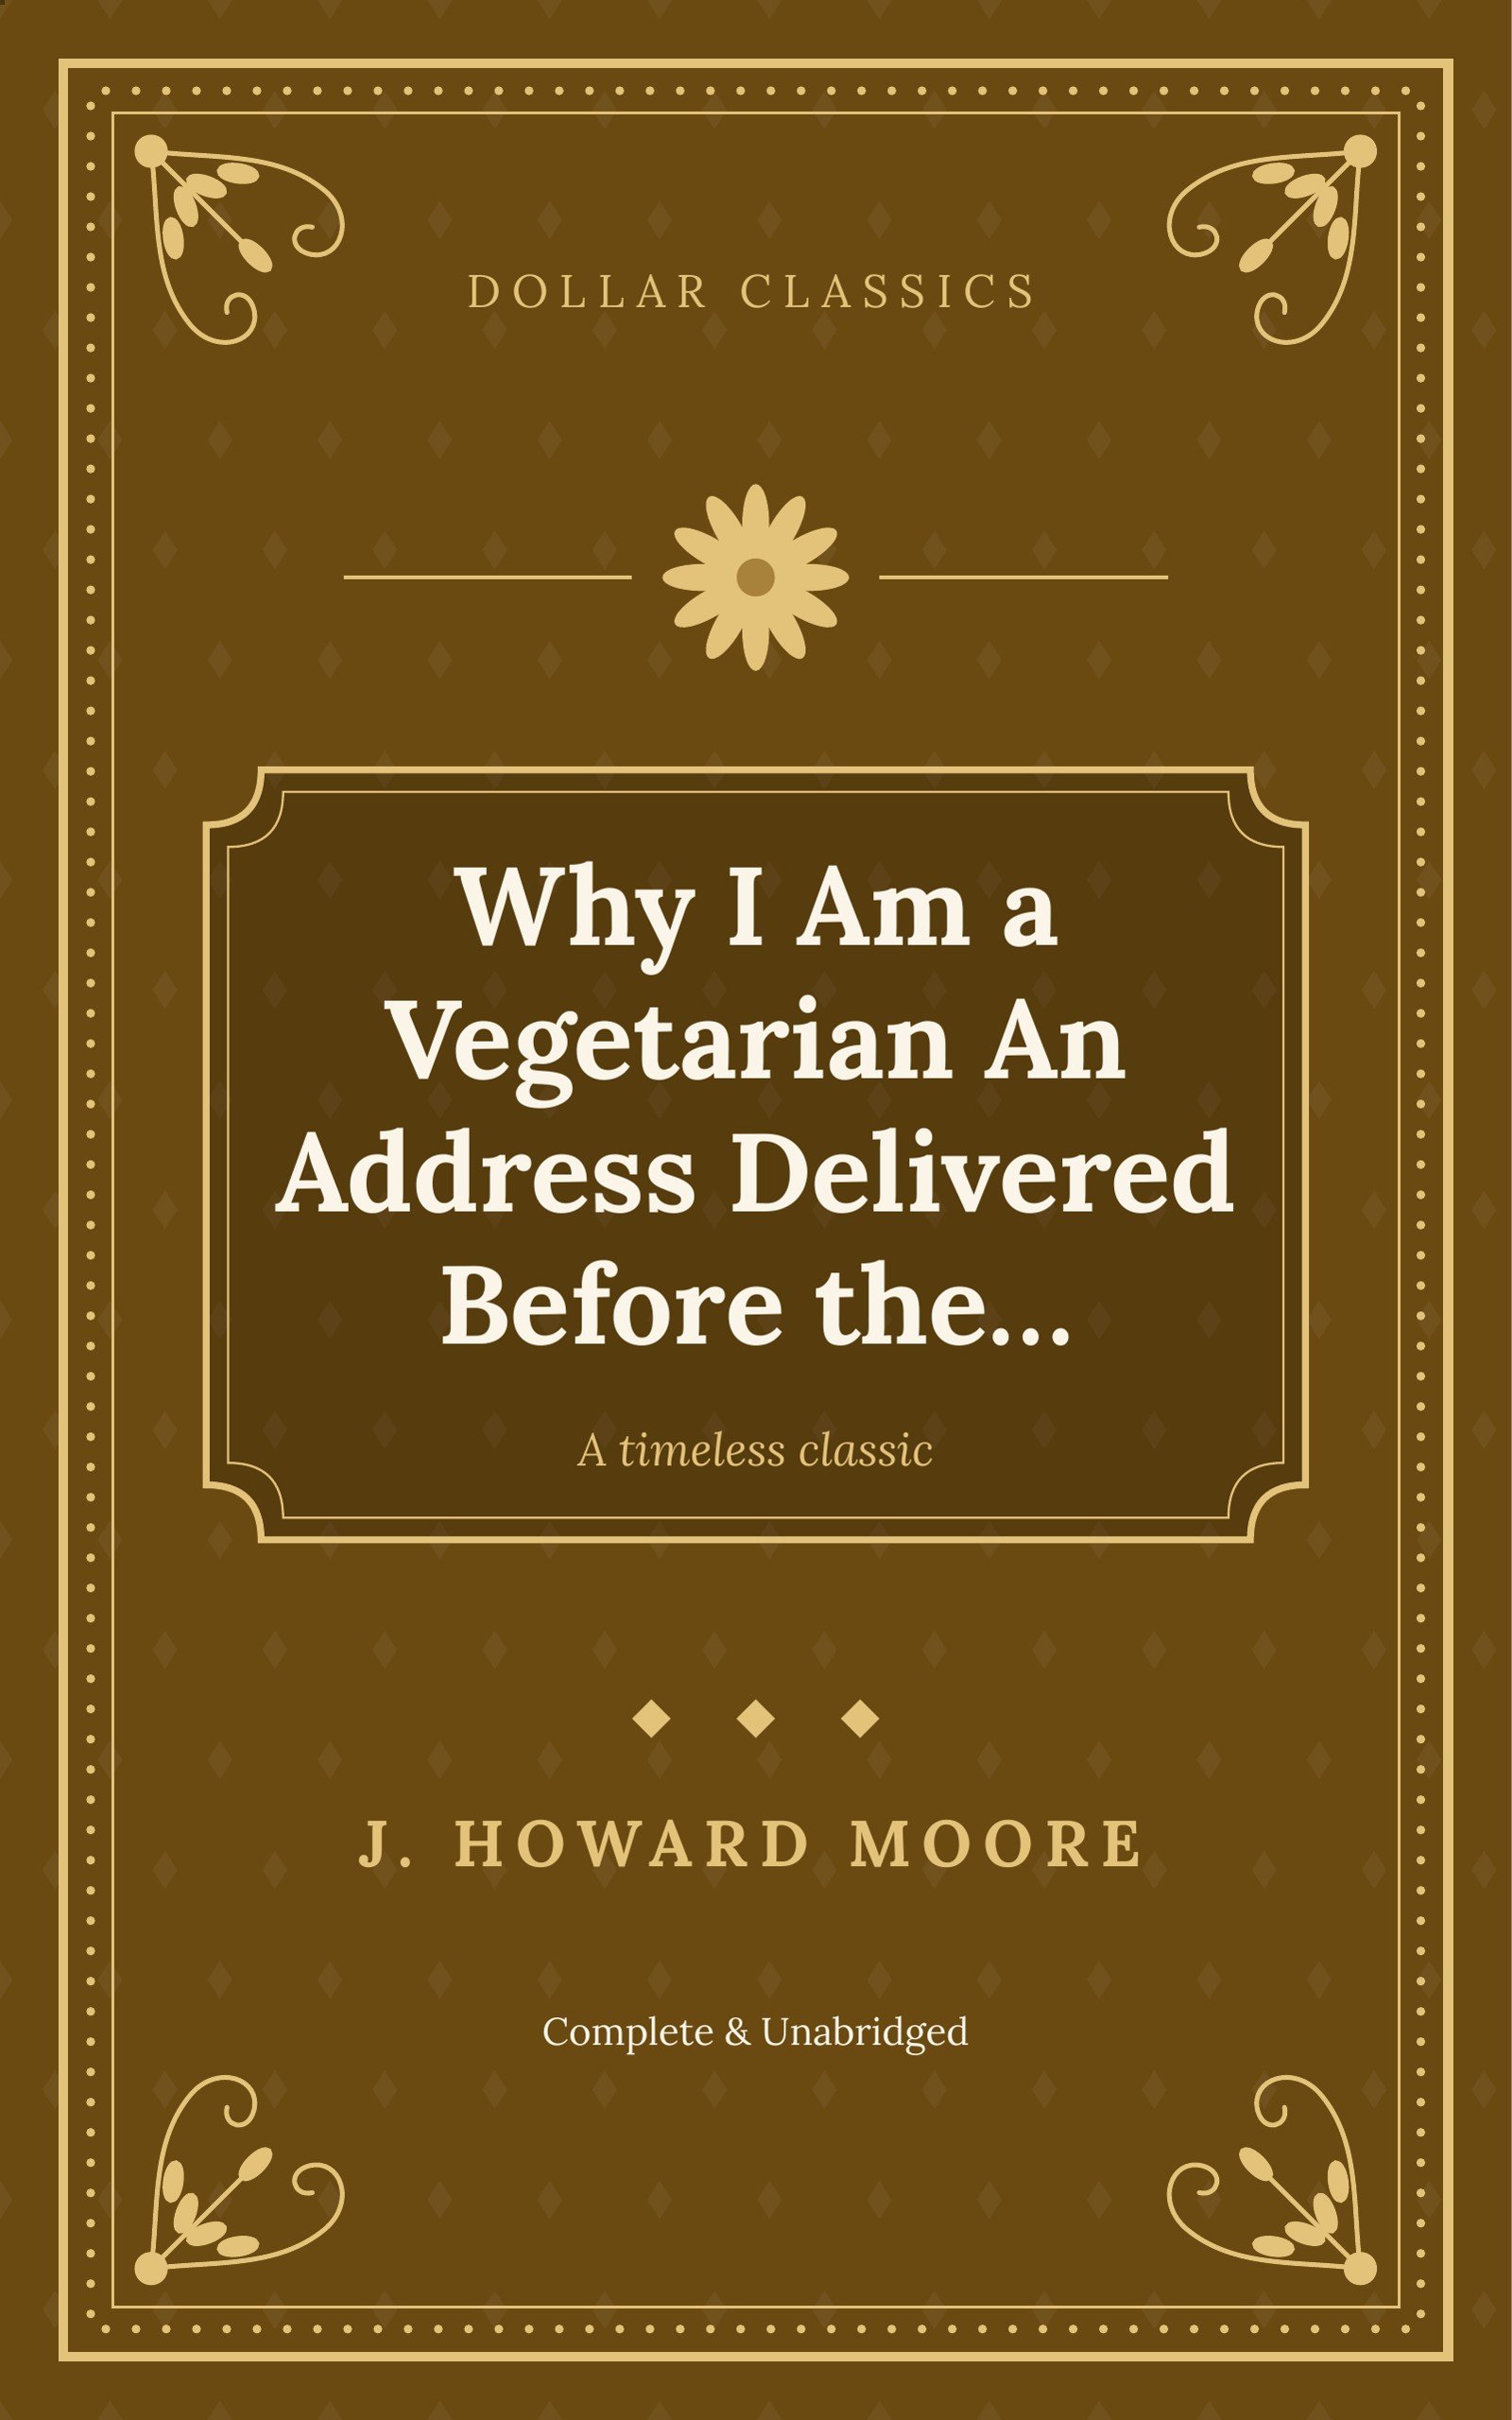 DOLLAR CLASSICS
Why I Am a
Vegetarian An
Address Delivered
Before the...
A timeless classic
J. HOWARD MOORE
Complete & Unabridged